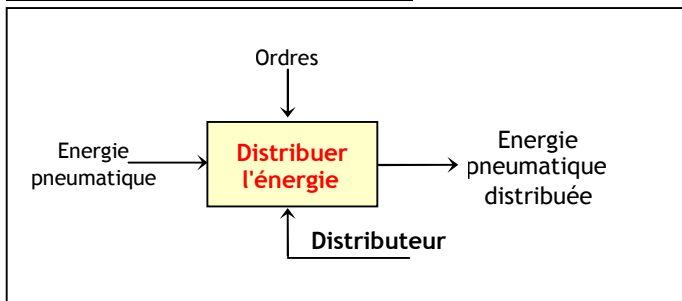 Ordres
Energie
pneumatique
Distribuer
l'énergie
Energie
pneumatique
distribuée
Distributeur